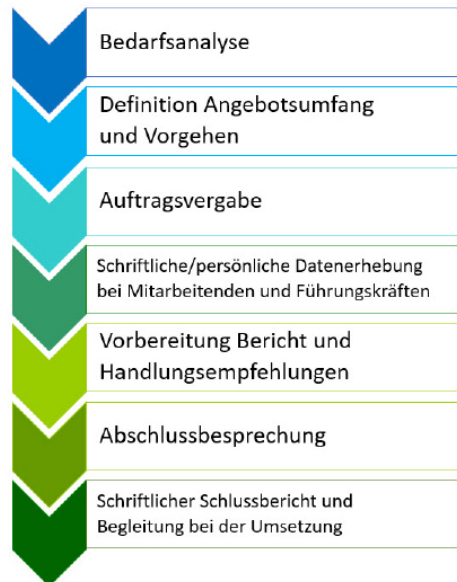 Bedarfsanalyse
Definition Angebotsumfang
und Vorgehen
Auftragsvergabe
Schriftliche/persönliche Datenerhebung
bei Mitarbeitenden und Führungskräften
Vorbereitung Bericht und
Handlungsempfehlungen
Abschlussbesprechung
Schriftlicher Schlussbericht und
Begleitung bei der Umsetzung